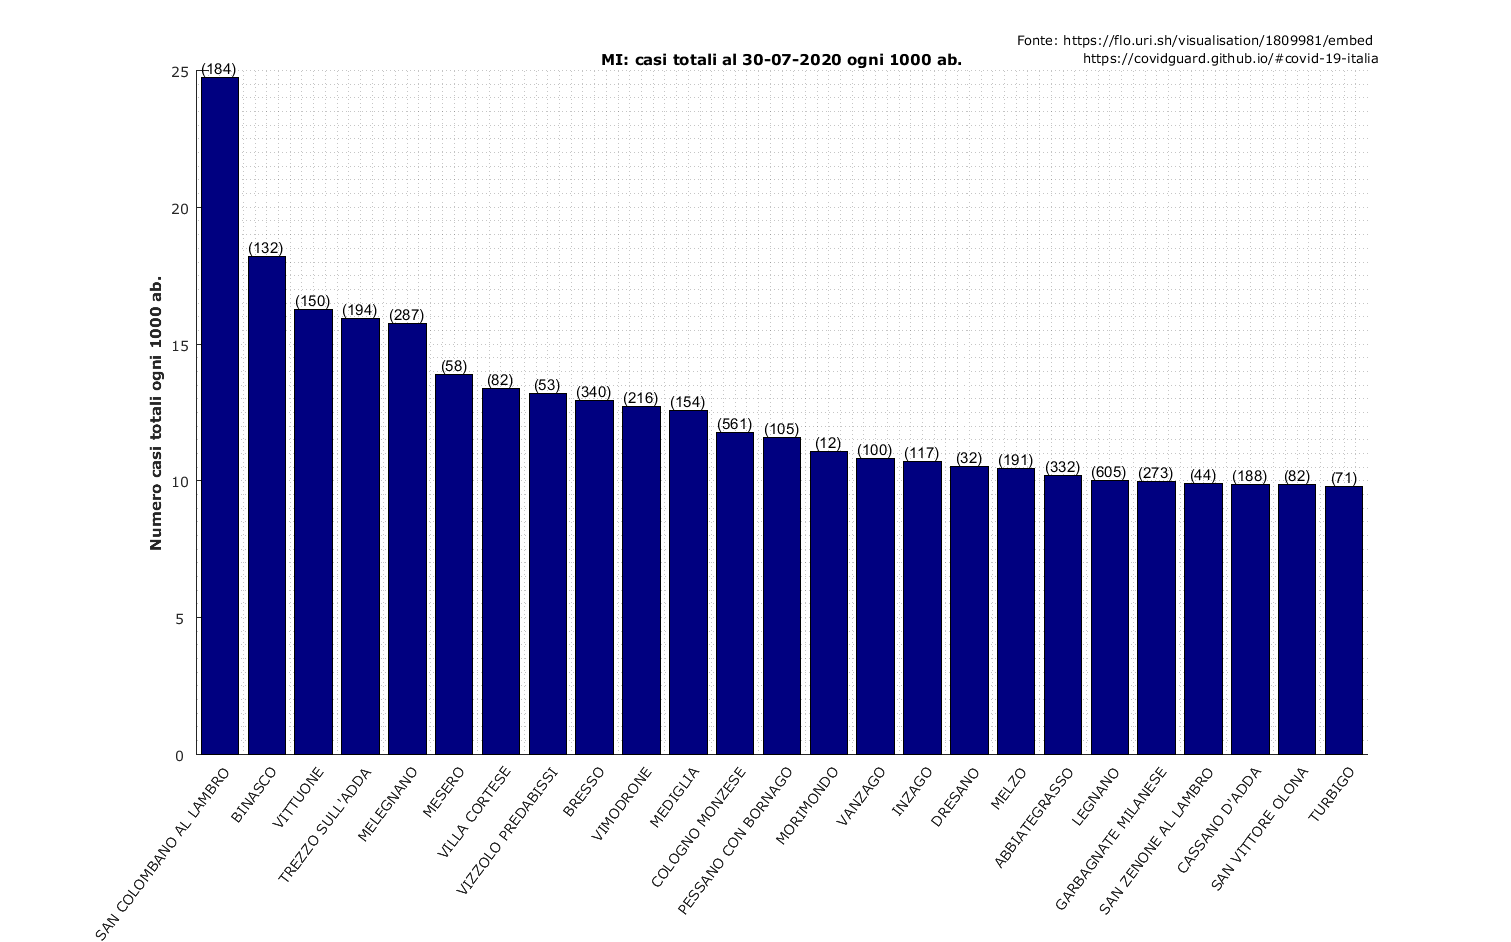 Fonte: https://flo.uri.sh/visualisation/1809981/embed
https://covidguard.github.io/#covid-19-italia
MI: casi totali al 30-07-2020 ogni 1000 ab.
Numero casi totali ogni 1000 ab.
25
20
15
10
5
0
(184)
(132)
(150)
(194)
(287)
(58)
(82)
(53)
(340)
(216)
(154)
(561)
(105)
(12)
(100)
(117)
(32)
(191)
(332)
(605)
(273)
(44)
(188)
(82)
(71)
SAN COLOMBANO AL LAMBRO
BINASCO
VITTUONE
TREZZO SULL'ADDA
MELEGNANO
MESERO
VILLA CORTESE
VIZZOLO PREDABISSI
BRESSO
VIMODRONE
MEDIGLIA
COLOGNO MONZESE
PESSANO CON BORNAGO
MORIMONDO
VANZAGO
INZAGO
DRESANO
MELZO
ABBIATEGRASSO
LEGNANO
GARBAGNATE MILANESE
SAN ZENONE AL LAMBRO
CASSANO D'ADDA
SAN VITTORE OLONA
TURBIGO